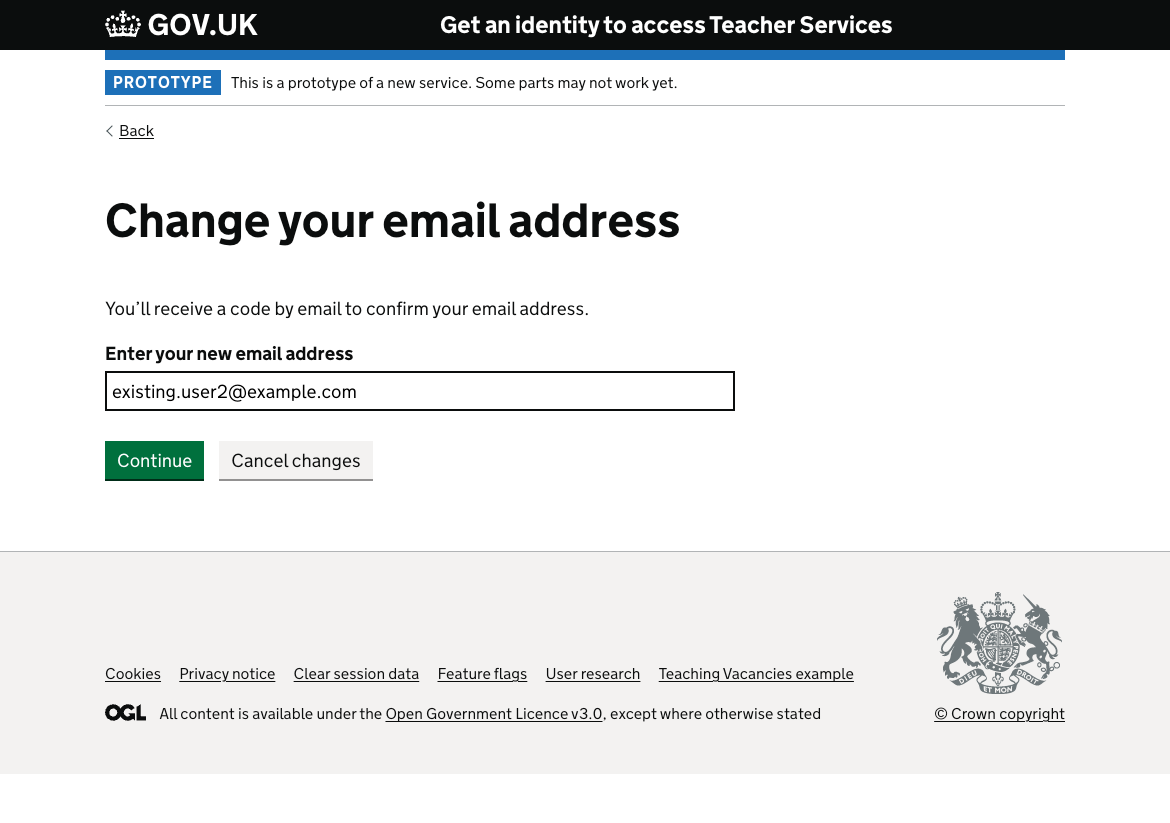 GOV.UK
Get an identity to access Teacher Services
PROTOTYPE This is a prototype of a new service. Some parts may not work yet.
Back
Change your email address
You’ll receive a code by email to confirm your email address.
Enter your new email address
existing.user2@example.com
Continue Cancel changes
Cookies Privacy notice Clear session data Feature flags User research Teaching Vacancies example
OGL All content is available under the Open Government Licence v3.0, except where otherwise stated
DIEU ET MON DROIT
© Crown copyright